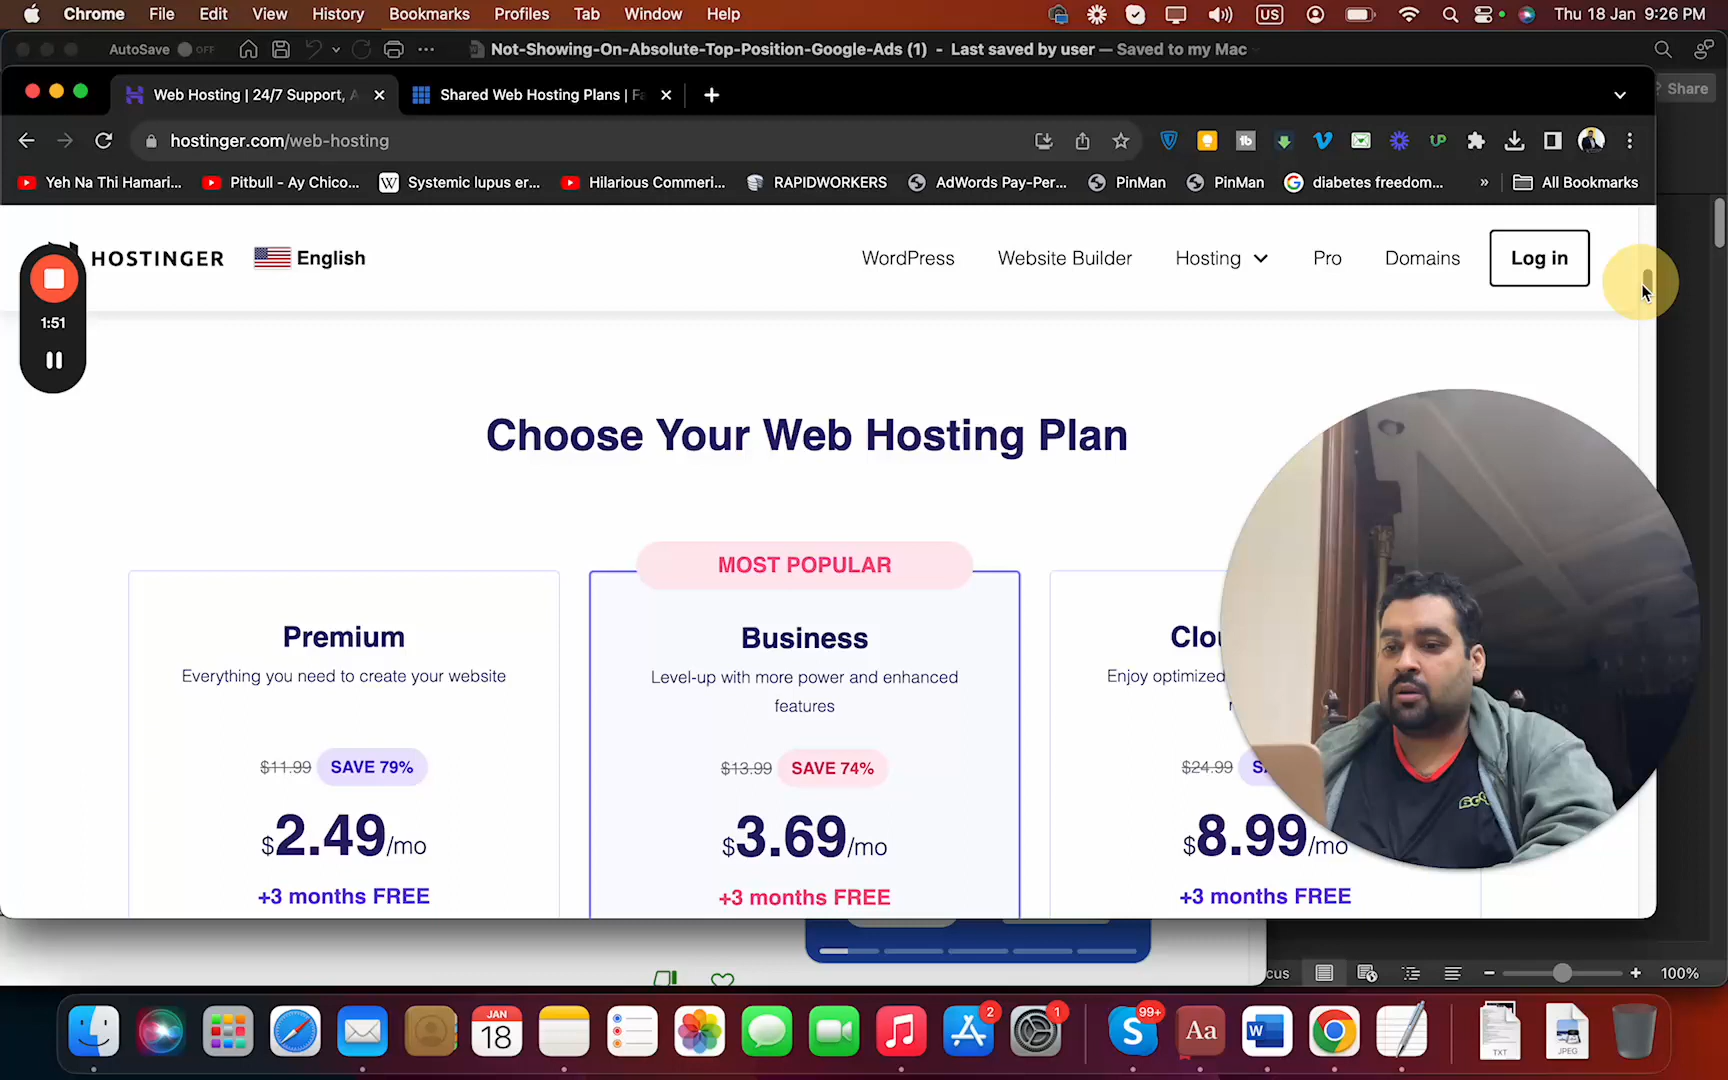 Chrome File Edit View History Bookmarks Profiles Tab Window Help US Thu 18 Jan 9:26 PM
AutoSave OFF Not-Showing-On-Absolute-Top-Position-Google-Ads (1) - Last saved by user — Saved to my Mac
Share
Web Hosting | 24/7 Support, Shared Web Hosting Plans |
hostinger.com/web-hosting
Yeh Na Thi Hamari... Pitbull - Ay Chico... Systemic lupus er... Hilarious Commeri... RAPIDWORKERS AdWords Pay-Per... PinMan PinMan diabetes freedom... » All Bookmarks
HOSTINGER English WordPress Website Builder Hosting Pro Domains Log in
1:51
Choose Your Web Hosting Plan
MOST POPULAR
Premium Business
Everything you need to create your website Level-up with more power and enhanced Enjoy optimized
features
$11.99 SAVE 79% $13.99 SAVE 74% $24.99
$2.49/mo $3.69/mo $8.99/mo
+3 months FREE +3 months FREE +3 months FREE
100%
JAN 2 1 99+
18 S Aa W TXT JPEG